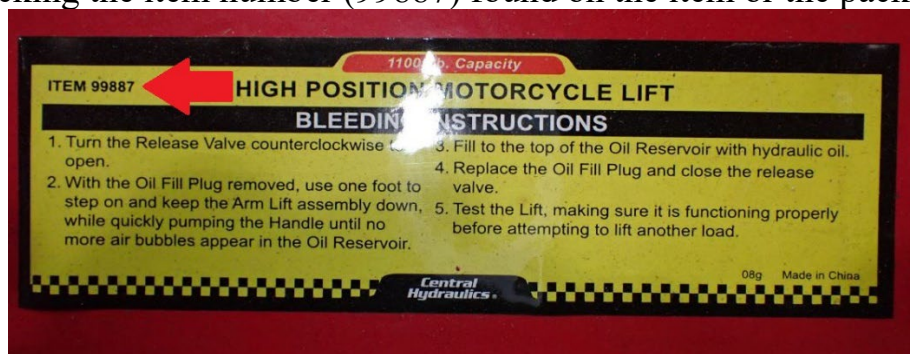 the item number (99887) found on the item or the
1100 lb. Capacity
ITEM 99887
HIGH POSITION MOTORCYCLE LIFT
BLEEDING INSTRUCTIONS
1. Turn the Release Valve counterclockwise to
open.
2. With the Oil Fill Plug removed, use one foot to
step on and keep the Arm Lift assembly down,
while quickly pumping the Handle until no
more air bubbles appear in the Oil Reservoir.
3. Fill to the top of the Oil Reservoir with hydraulic oil.
4. Replace the Oil Fill Plug and close the release
valve.
5. Test the Lift, making sure it is functioning properly
before attempting to lift another load.
08g Made in China
Central
Hydraulics